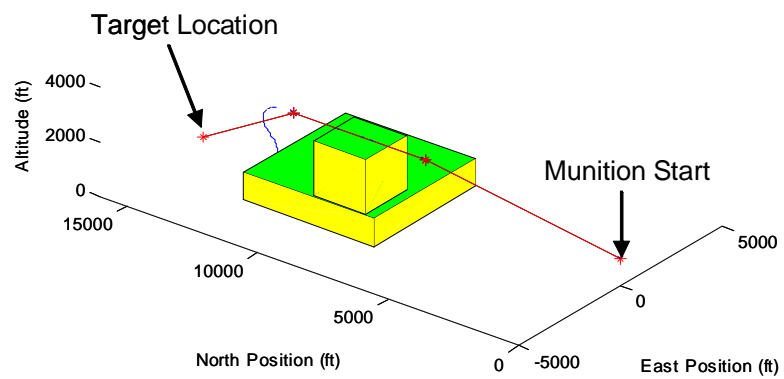 Target Location
Altitude (ft)
4000
2000
0
15000
10000
5000
0
North Position (ft)
Munition Start
5000
0
-5000
East Position (ft)